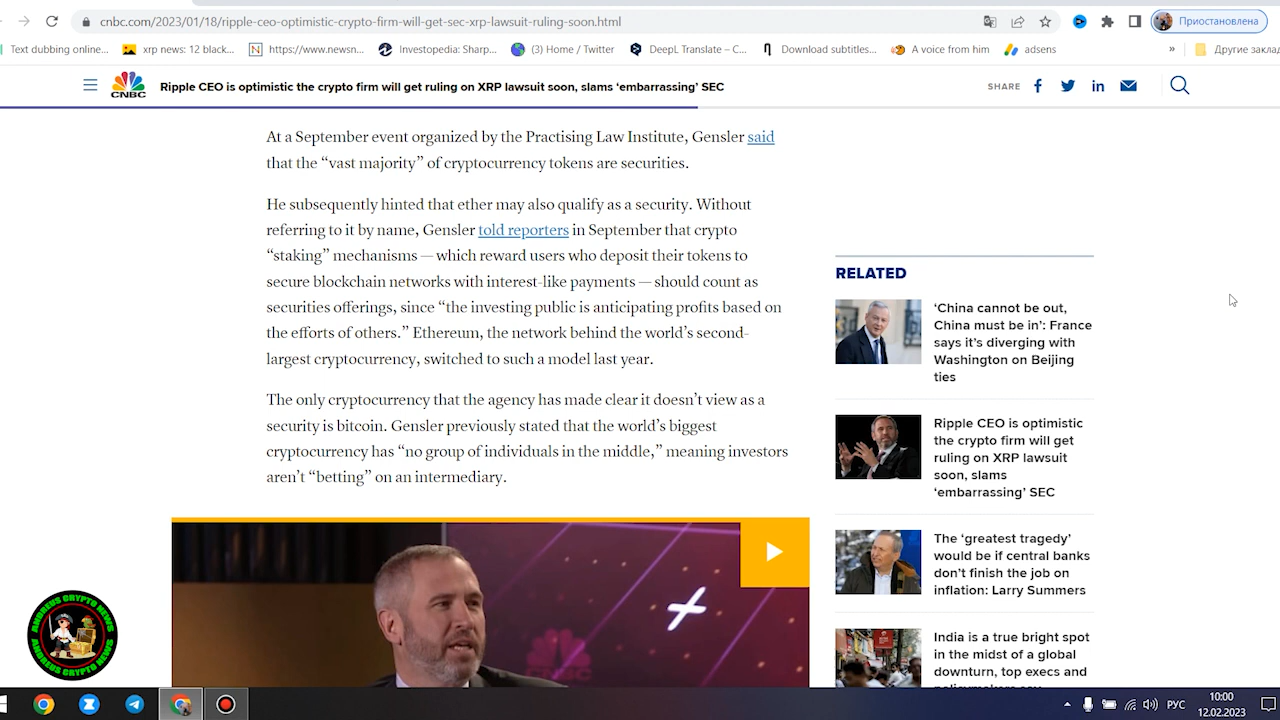 cnbc.com/2023/01/18/ripple-ceo-optimistic-crypto-firm-will-get-sec-xrp-lawsuit-ruling-soon.html
Приостановлена
Text dubbing online...
xrp news: 12 black...
https://www.newsn...
Investopedia: Sharp...
(3) Home / Twitter
DeepL Translate – C...
Download subtitles...
A voice from him
adsens
»
Другие закла
CNBC
Ripple CEO is optimistic the crypto firm will get ruling on XRP lawsuit soon, slams ‘embarrassing’ SEC
SHARE
At a September event organized by the Practising Law Institute, Gensler said
that the “vast majority” of cryptocurrency tokens are securities.
He subsequently hinted that ether may also qualify as a security. Without
referring to it by name, Gensler told reporters in September that crypto
“staking” mechanisms — which reward users who deposit their tokens to
secure blockchain networks with interest-like payments — should count as
securities offerings, since “the investing public is anticipating profits based on
the efforts of others.” Ethereum, the network behind the world’s second-
largest cryptocurrency, switched to such a model last year.
The only cryptocurrency that the agency has made clear it doesn’t view as a
security is bitcoin. Gensler previously stated that the world’s biggest
cryptocurrency has “no group of individuals in the middle,” meaning investors
aren’t “betting” on an intermediary.
RELATED
‘China cannot be out,
China must be in’: France
says it’s diverging with
Washington on Beijing
ties
Ripple CEO is optimistic
the crypto firm will get
ruling on XRP lawsuit
soon, slams
‘embarrassing’ SEC
The ‘greatest tragedy’
would be if central banks
don’t finish the job on
inflation: Larry Summers
India is a true bright spot
in the midst of a global
downturn, top execs and
ANDREUS CRYPTO NEWS
ANDREUS CRYPTO NEWS
РУС
10:00
12.02.2023